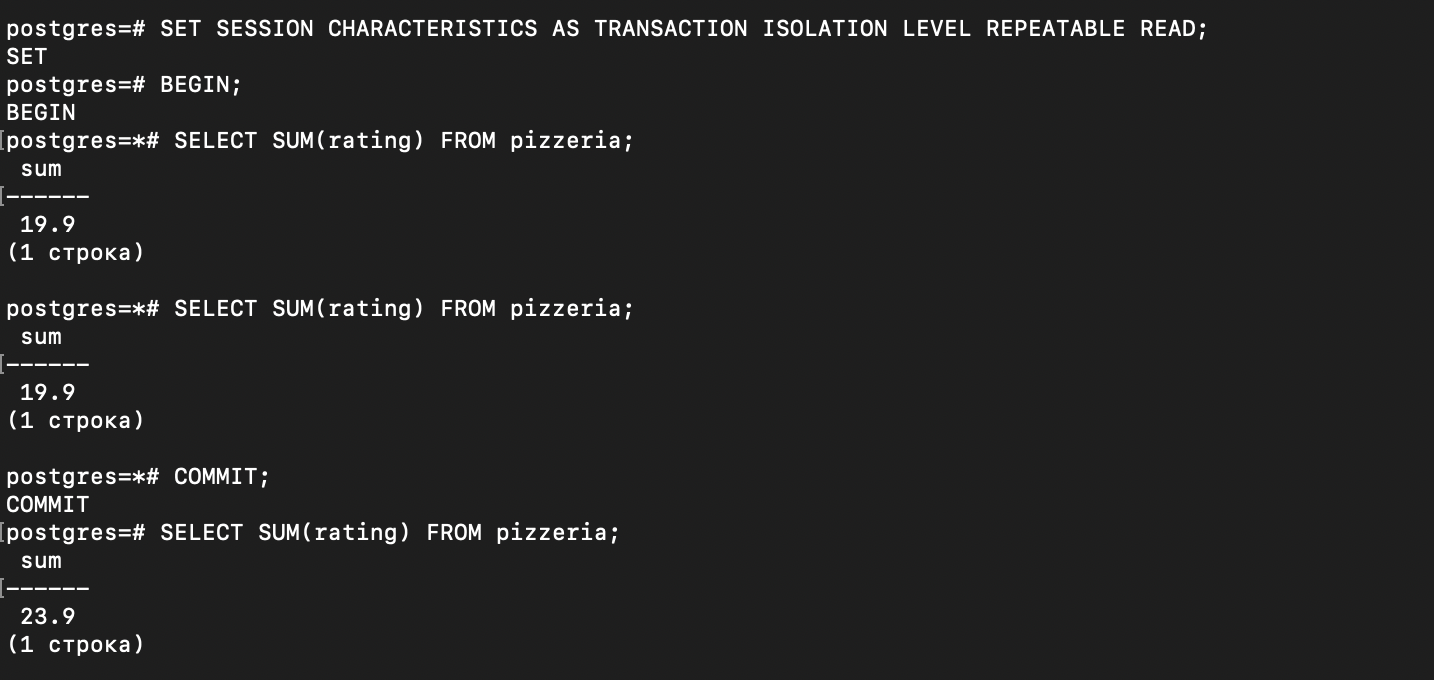 postgres=# SET SESSION CHARACTERISTICS AS TRANSACTION ISOLATION LEVEL REPEATABLE READ;
SET
postgres=# BEGIN;
BEGIN
postgres=*# SELECT SUM(rating) FROM pizzeria;
 sum
------
 19.9
(1 строка)

postgres=*# SELECT SUM(rating) FROM pizzeria;
 sum
------
 19.9
(1 строка)

postgres=*# COMMIT;
COMMIT
postgres=# SELECT SUM(rating) FROM pizzeria;
 sum
------
 23.9
(1 строка)